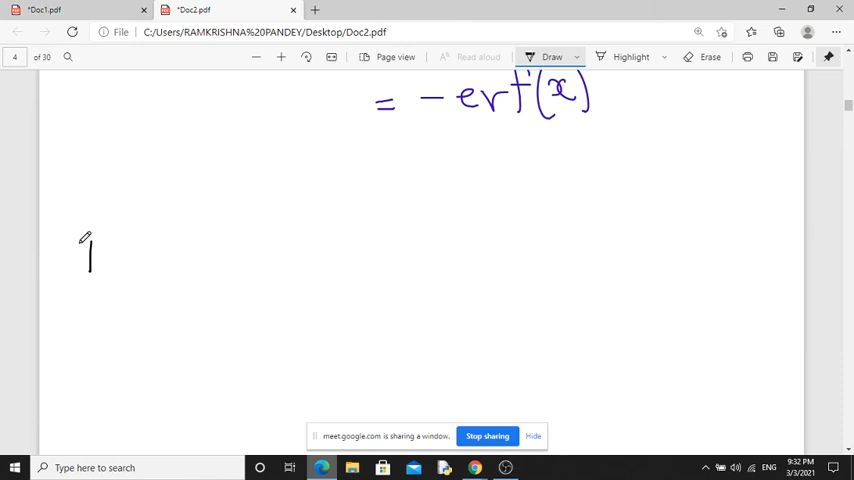 *Doc1.pdf
*Doc2.pdf
File C:/Users/RAMKRISHNA%20PANDEY/Desktop/Doc2.pdf
4 of 30 Page view Read aloud Draw Highlight Erase
= - erf(x)
meet.google.com is sharing a window. Stop sharing Hide
Type here to search
ENG
9:32 PM
3/3/2021